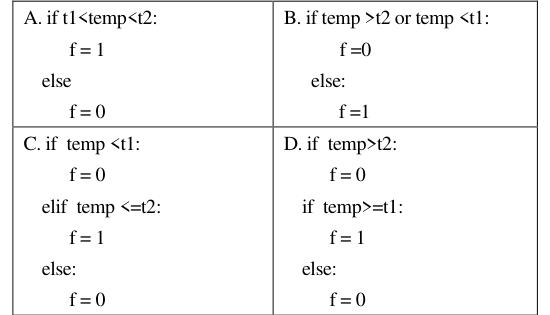 A. if t1<temp<t2:
f = 1
else
f = 0
B. if temp >t2 or temp <t1:
f =0
else:
f =1
C. if temp <t1:
f = 0
elif temp <=t2:
f = 1
else:
f = 0
D. if temp>t2:
f = 0
if temp>=t1:
f = 1
else:
f = 0